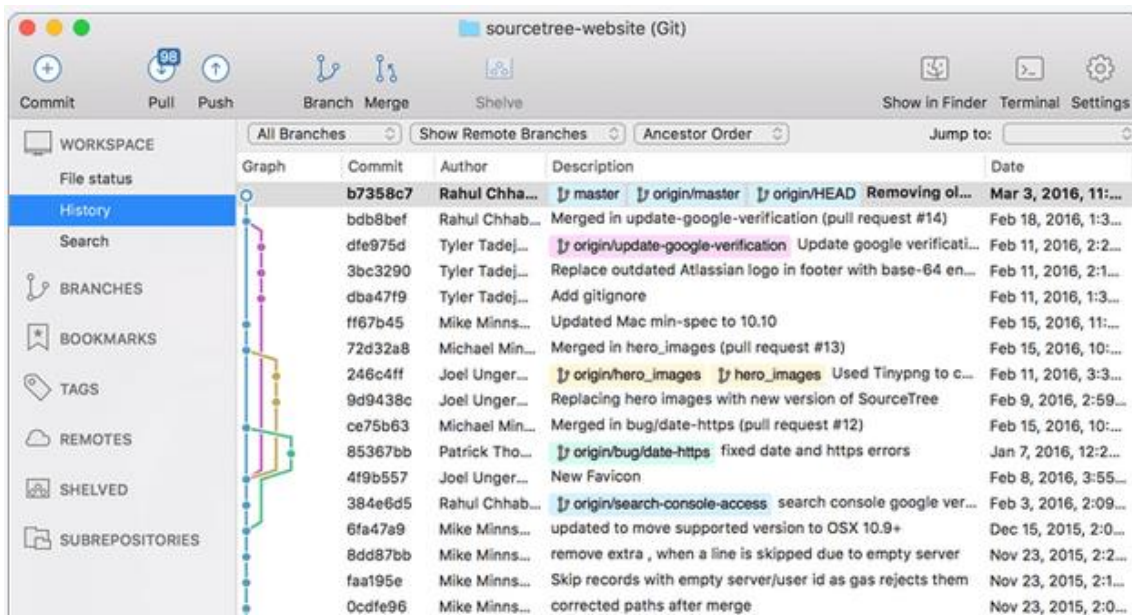 sourcetree-website (Git)
98
Commit Pull Push Branch Merge Shelve Show in Finder Terminal Settings
WORKSPACE
File status
History
Search
BRANCHES
BOOKMARKS
TAGS
REMOTES
SHELVED
SUBREPOSITORIES
All Branches Show Remote Branches Ancestor Order Jump to:
Graph Commit Author Description Date
b7358c7 Rahul Chha... master origin/master origin/HEAD Removing ol... Mar 3, 2016, 11:...
bdb8bef Rahul Chhab... Merged in update-google-verification (pull request #14) Feb 18, 2016, 1:3...
dfe975d Tyler Tadej... origin/update-google-verification Update google verificati... Feb 11, 2016, 2:2...
3bc3290 Tyler Tadej... Replace outdated Atlassian logo in footer with base-64 en... Feb 11, 2016, 2:1...
dba47f9 Tyler Tadej... Add gitignore Feb 11, 2016, 1:3...
ff67b45 Mike Minns... Updated Mac min-spec to 10.10 Feb 15, 2016, 11:...
72d32a8 Michael Min... Merged in hero_images (pull request #13) Feb 15, 2016, 10:...
246c4ff Joel Unger... origin/hero_images hero_images Used Tinypng to c... Feb 11, 2016, 3:3...
9d9438c Joel Unger... Replacing hero images with new version of SourceTree Feb 9, 2016, 2:59...
ce75b63 Michael Min... Merged in bug/date-https (pull request #12) Feb 15, 2016, 10:...
85367bb Patrick Tho... origin/bug/date-https fixed date and https errors Jan 7, 2016, 12:2...
4f9b557 Joel Unger... New Favicon Feb 8, 2016, 3:55...
384e6d5 Rahul Chhab... origin/search-console-access search console google ver... Feb 3, 2016, 2:09...
6fa47a9 Mike Minns... updated to move supported version to OSX 10.9+ Dec 15, 2015, 2:0...
8dd87bb Mike Minns... remove extra , when a line is skipped due to empty server Nov 23, 2015, 2:2...
faa195e Mike Minns... Skip records with empty server/user id as gas rejects them Nov 23, 2015, 2:1...
0cdfe96 Mike Minns... corrected paths after merge Nov 23, 2015, 2:0...